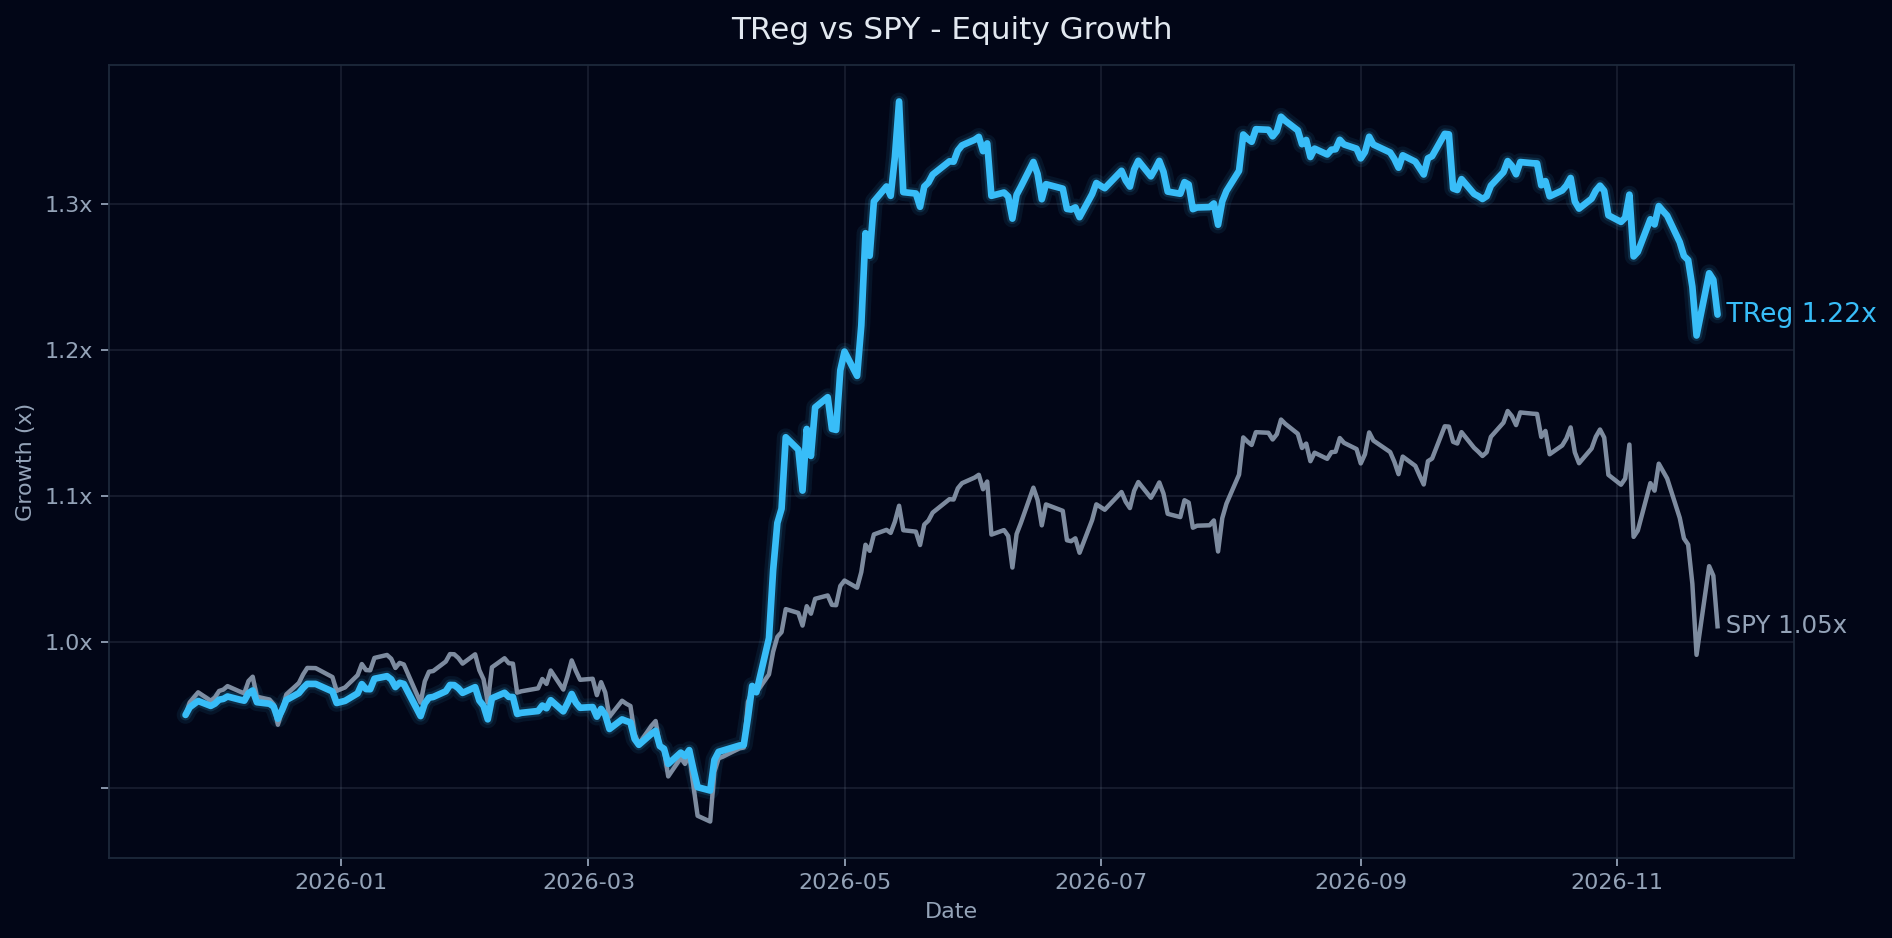 TReg vs SPY - Equity Growth
Growth (x)
1.3x
1.2x
1.1x
1.0x
TReg 1.22x
SPY 1.05x
2026-01
2026-03
2026-05
2026-07
2026-09
2026-11
Date